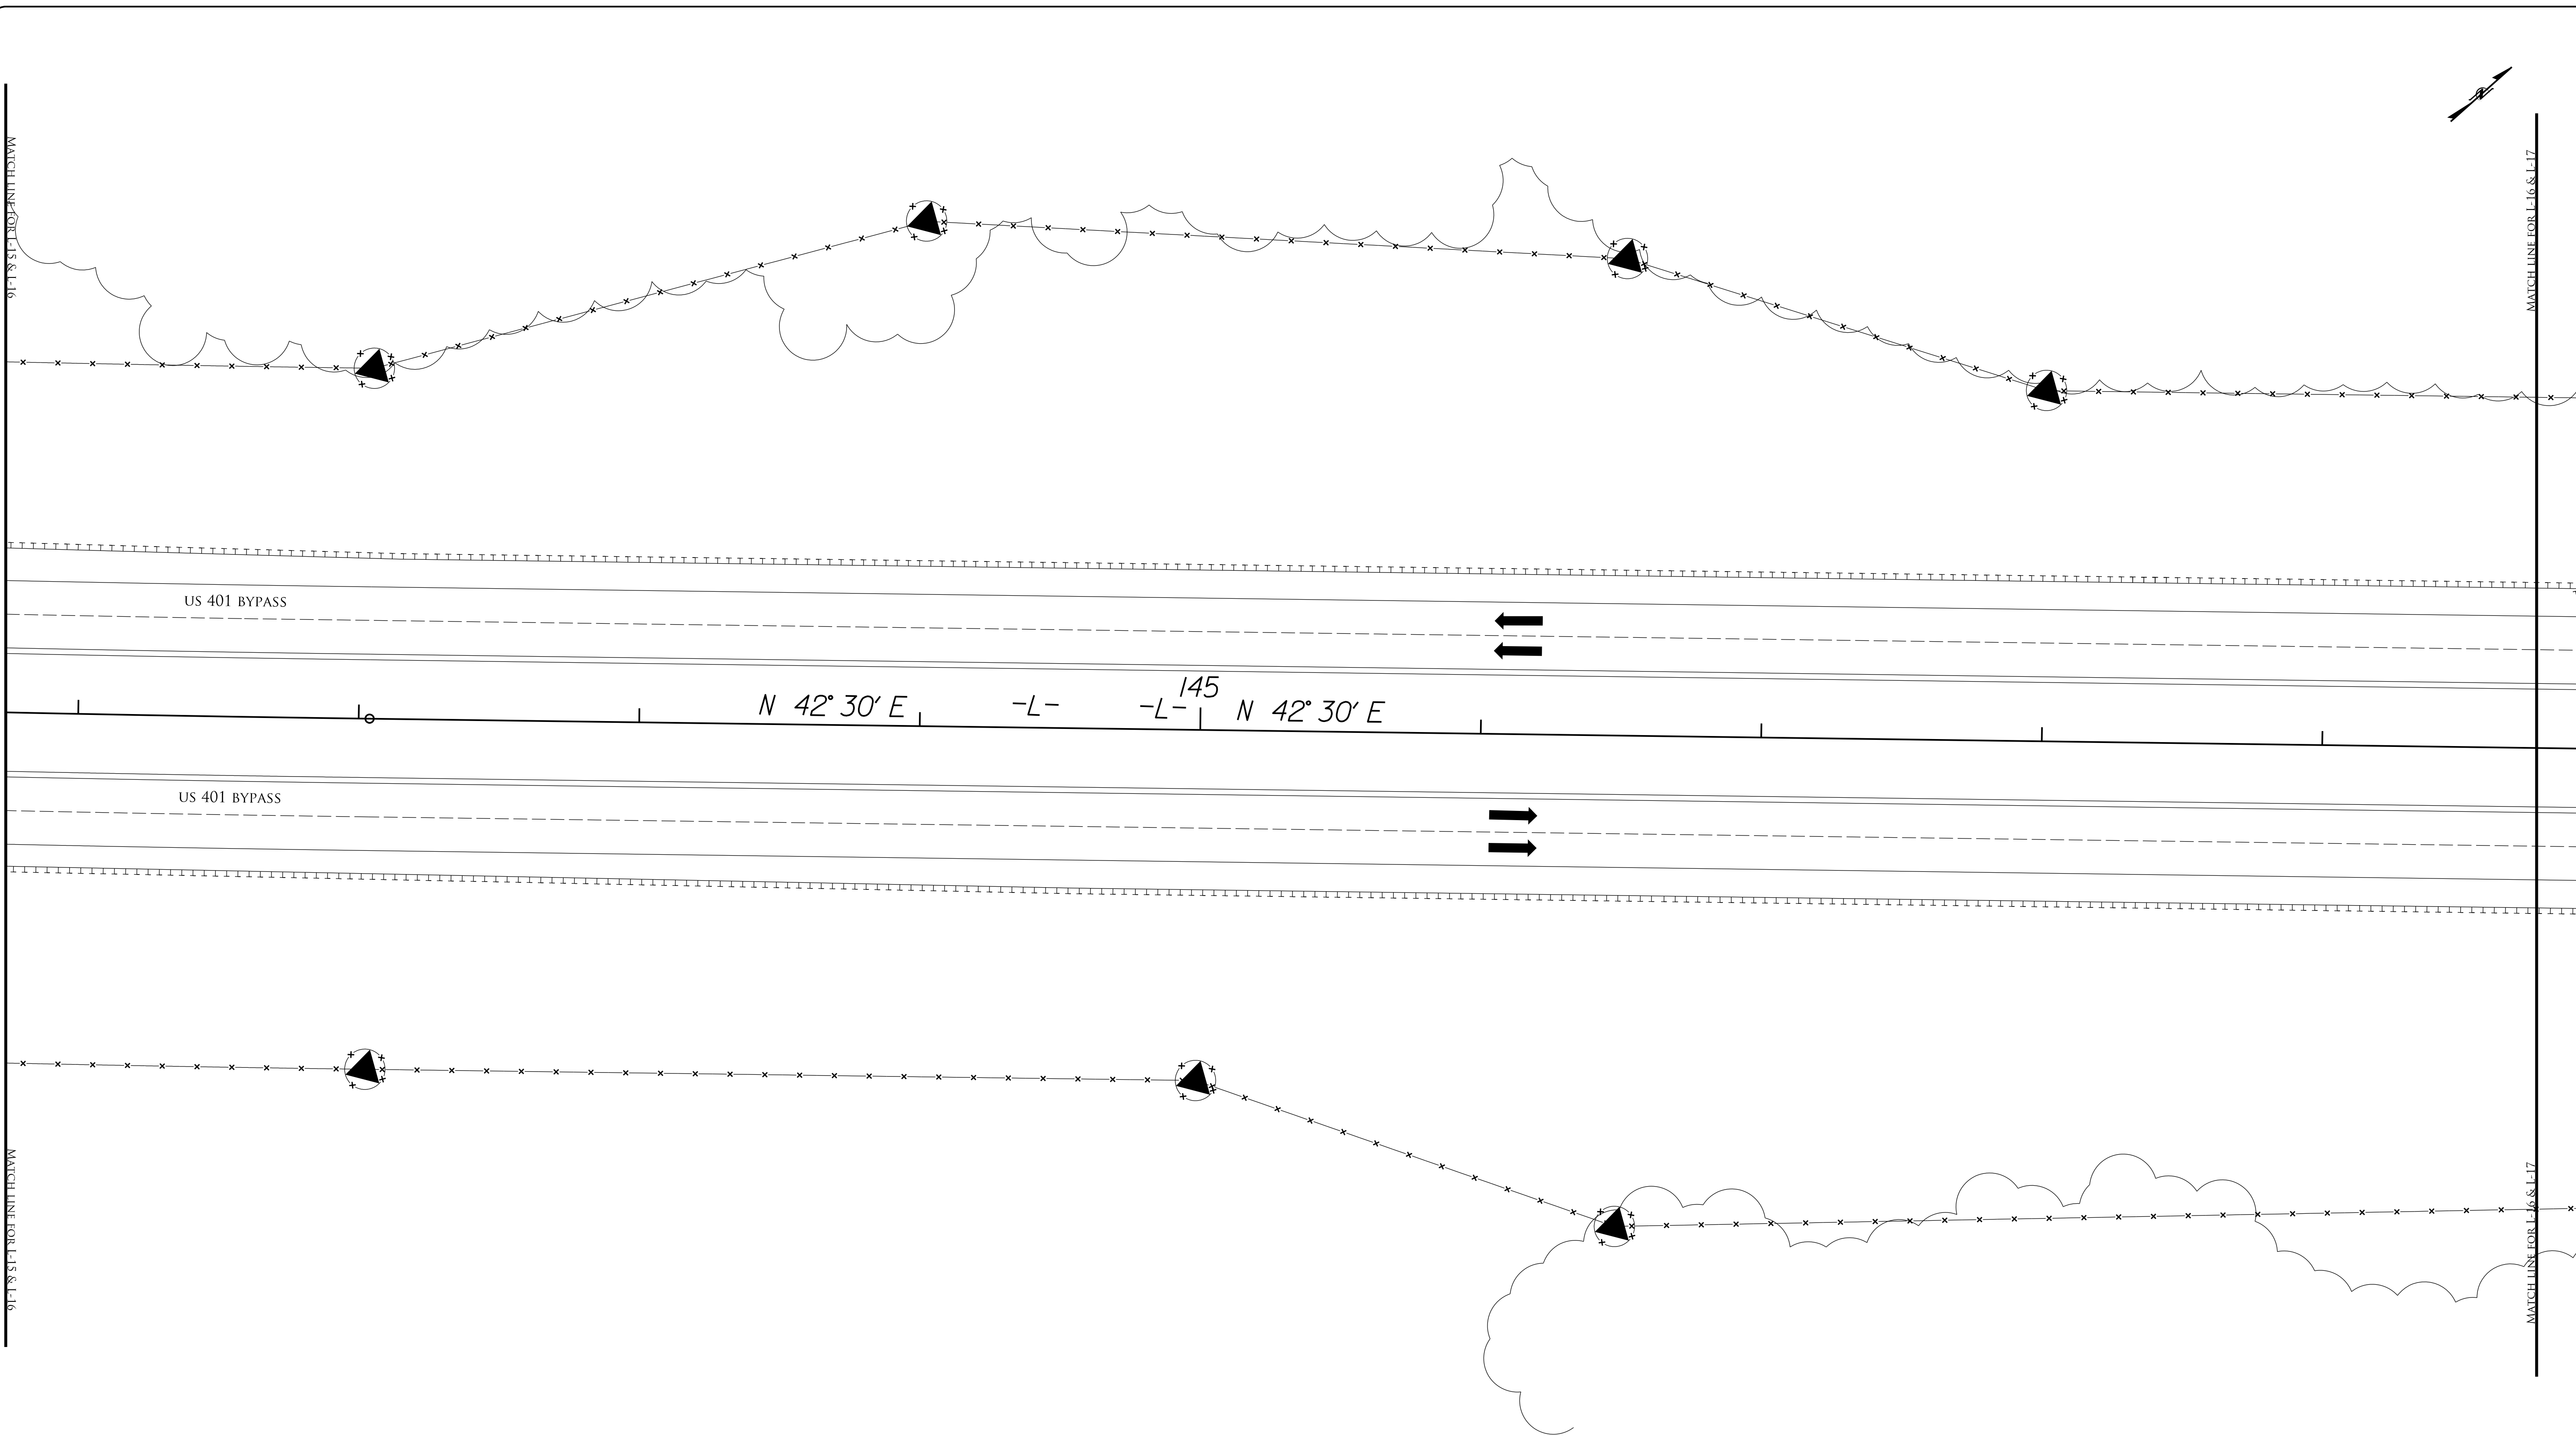 MATCH LINE FOR L-15 & L-16
MATCH LINE FOR L-16 & L-17
US 401 BYPASS
145
N 42° 30' E -L- -L- N 42° 30' E
US 401 BYPASS
MATCH LINE FOR L-15 & L-16
MATCH LINE FOR L-16 & L-17